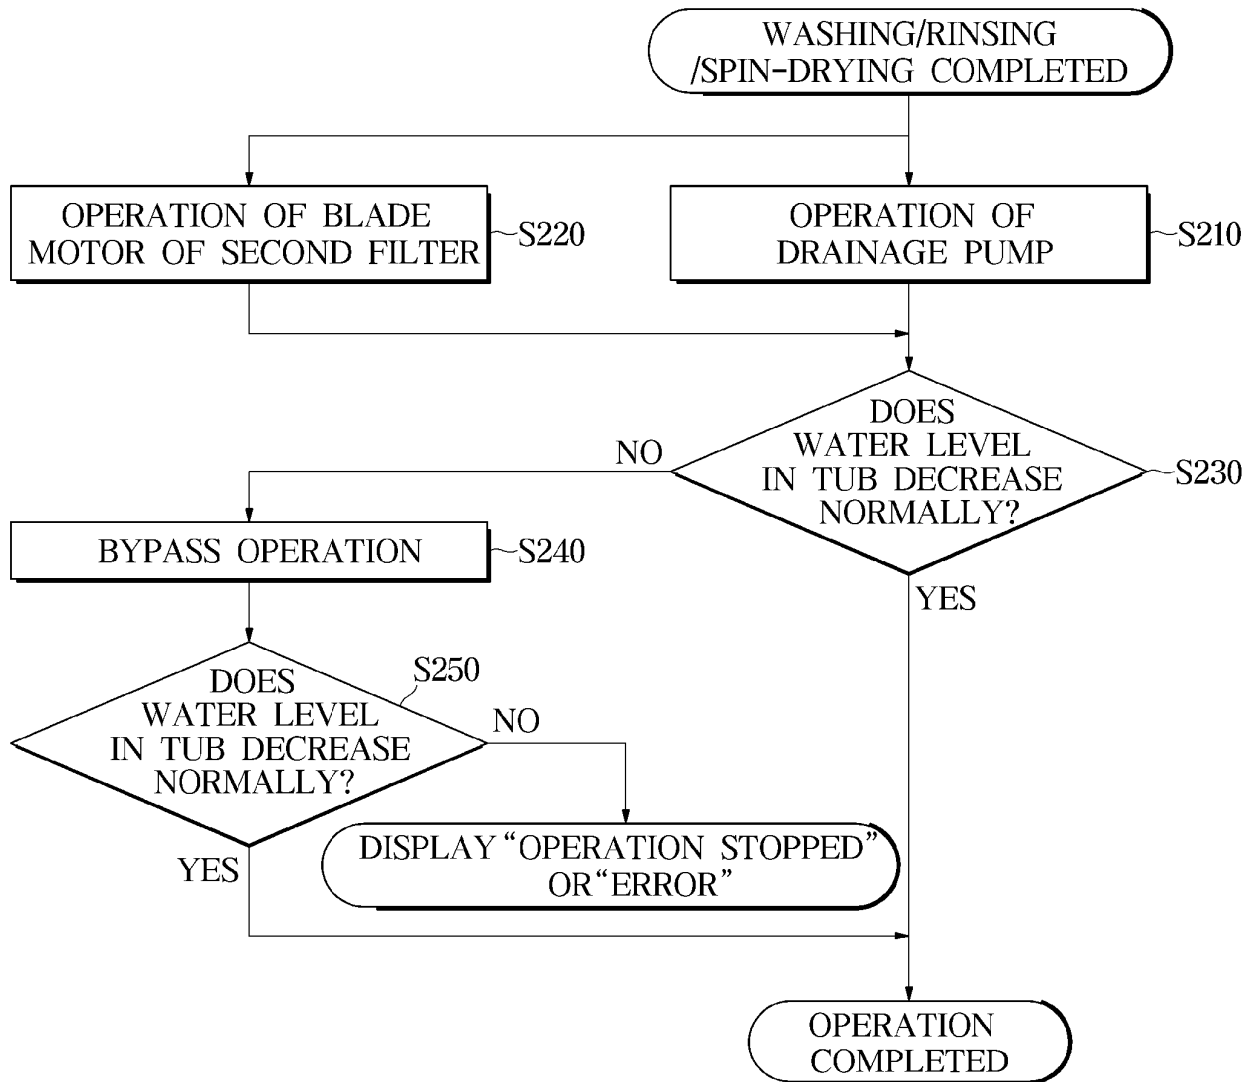 WASHING/RINSING
/SPIN-DRYING COMPLETED
OPERATION OF BLADE
MOTOR OF SECOND FILTER
S220
OPERATION OF
DRAINAGE PUMP
S210
DOES
WATER LEVEL
IN TUB DECREASE
NORMALLY?
S230
NO
YES
BYPASS OPERATION
S240
DOES
WATER LEVEL
IN TUB DECREASE
NORMALLY?
S250
NO
YES
DISPLAY “OPERATION STOPPED”
OR“ERROR”
OPERATION
COMPLETED